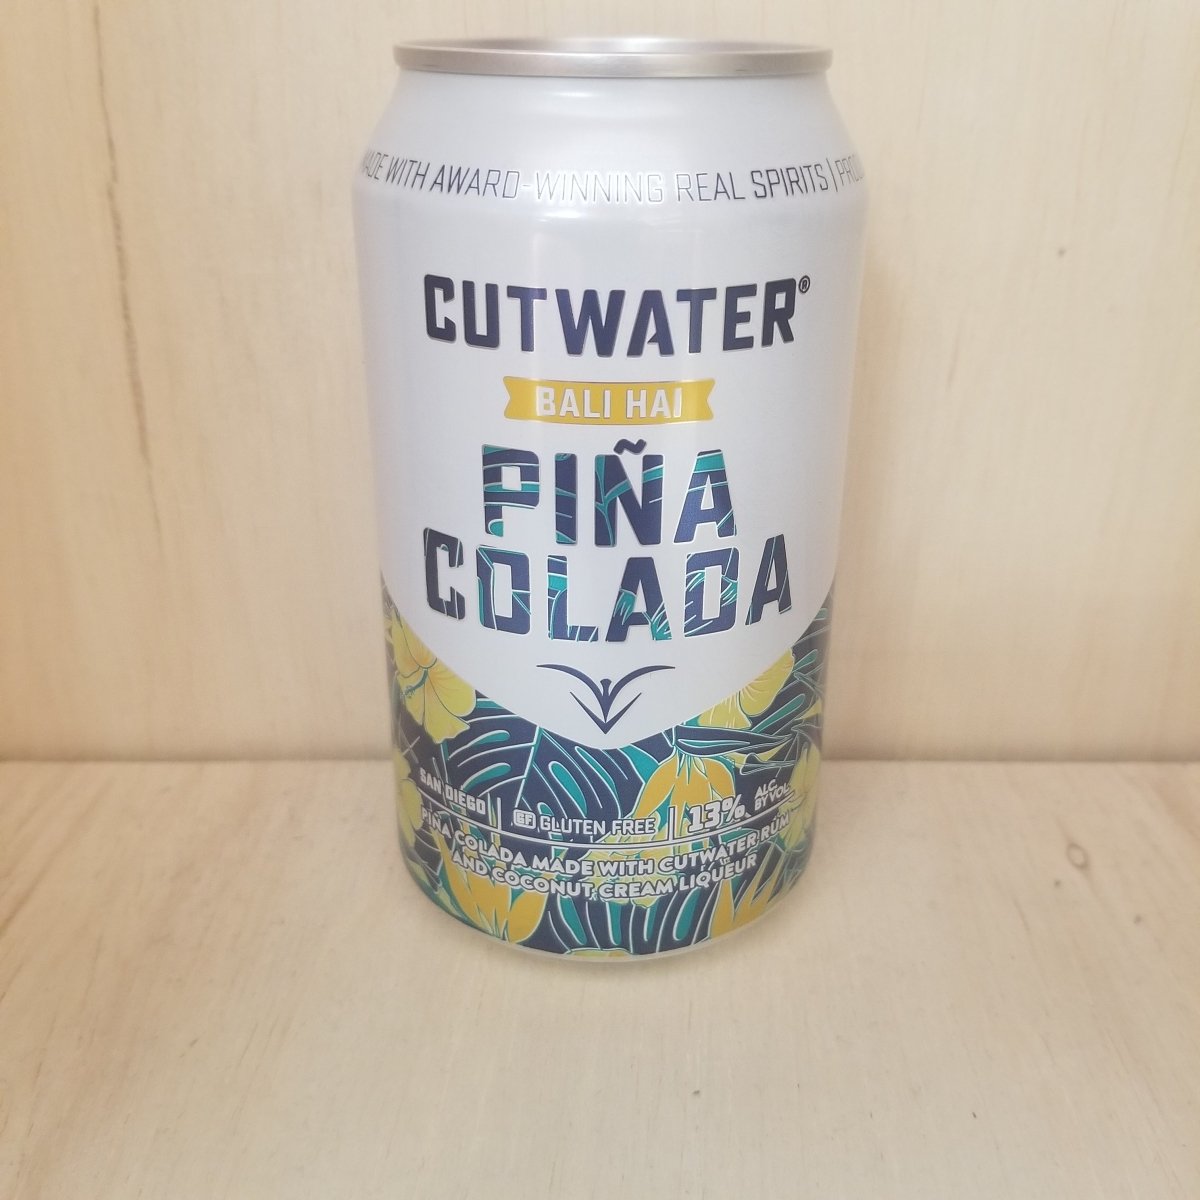 MADE WITH AWARD-WINNING REAL SPIRITS |
CUTWATER®
BALI HAI
PIÑA
COLADA
SAN DIEGO | GF GLUTEN FREE | 13% ALC BY VOL
PIÑA COLADA MADE WITH CUTWATER RUM
AND COCONUT CREAM LIQUEUR